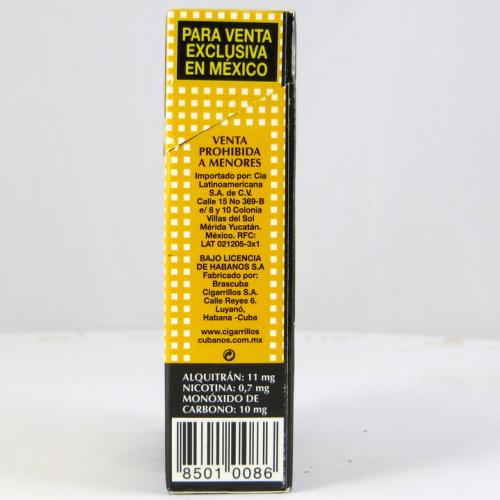 PARA VENTA
EXCLUSIVA
EN MÉXICO
VENTA
PROHIBIDA
A MENORES
Importado por: Cia
Latinoamericana
S.A. de C.V.
Calle 15 No 369-B
e/ 8 y 10 Colonia
Villas del Sol
Mérida Yucatán.
México. RFC:
LAT 021205-3x1
BAJO LICENCIA
DE HABANOS S.A
Fabricado por:
Brascuba
Cigarrillos S.A.
Calle Reyes 6.
Luyanó,
Habana -Cuba
www.cigarrillos
cubanos.com.mx
ALQUITRÁN: 11 mg
NICOTINA: 0,7 mg
MONÓXIDO DE
CARBONO: 10 mg
8501 0086